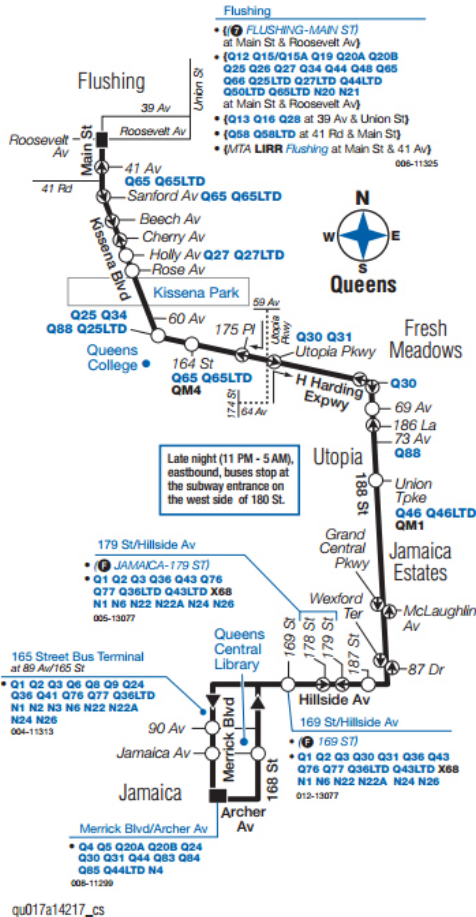 Flushing
• {(7 FLUSHING-MAIN ST)
at Main St & Roosevelt Av}
• {Q12 Q15/Q15A Q19 Q20A Q20B
Q25 Q26 Q27 Q34 Q44 Q48 Q65
Q66 Q25LTD Q27LTD Q44LTD
Q50LTD Q65LTD N20 N21
at Main St & Roosevelt Av}
• {Q13 Q16 Q28 at 39 Av & Union St}
• {Q58 Q58LTD at 41 Rd & Main St}
• {MTA LIRR Flushing at Main St & 41 Av}
006-11325
Flushing
Union St
39 Av
Roosevelt Av
Roosevelt
Av
Main St
41 Av
Q65 Q65LTD
41 Rd
Sanford Av Q65 Q65LTD
Beech Av
Cherry Av
Holly Av Q27 Q27LTD
Rose Av
Kissena Blvd
Kissena Park
N
W E
S
Queens
Q25 Q34
Q88 Q25LTD
60 Av
59 Av
175 Pl
Utopia
Pkwy
Q30 Q31
Utopia Pkwy
Fresh
Meadows
Queens
College •
164 St
Q65 Q65LTD
QM4
174 St
64 Av
H Harding
Expwy
Q30
69 Av
186 La
73 Av
Q88
Late night (11 PM - 5 AM),
eastbound, buses stop at
the subway entrance on
the west side of 180 St.
Utopia
188 St
Union
Tpke
Q46 Q46LTD
QM1
Grand
Central
Pkwy
Jamaica
Estates
179 St/Hillside Av
• (F JAMAICA-179 ST)
• Q1 Q2 Q3 Q36 Q43 Q76
Q77 Q36LTD Q43LTD X68
N1 N6 N22 N22A N24 N26
005-13077
Wexford
Ter
McLaughlin
Av
87 Dr
165 Street Bus Terminal
at 89 Av/165 St
• Q1 Q2 Q3 Q6 Q8 Q9 Q24
Q36 Q41 Q76 Q77 Q36LTD
N1 N2 N3 N6 N22 N22A
N24 N26
004-11313
Queens
Central
Library
169 St
178 St
179 St
187 St
Hillside Av
169 St/Hillside Av
• (F 169 ST)
• Q1 Q2 Q3 Q30 Q31 Q36 Q43
Q76 Q77 Q36LTD Q43LTD X68
N1 N6 N22 N22A N24 N26
012-13077
90 Av
Jamaica Av
Merrick Blvd
168 St
Jamaica
Archer
Av
Merrick Blvd/Archer Av
• Q4 Q5 Q20A Q20B Q24
Q30 Q31 Q44 Q83 Q84
Q85 Q44LTD N4
008-11299
qu017a14217_cs